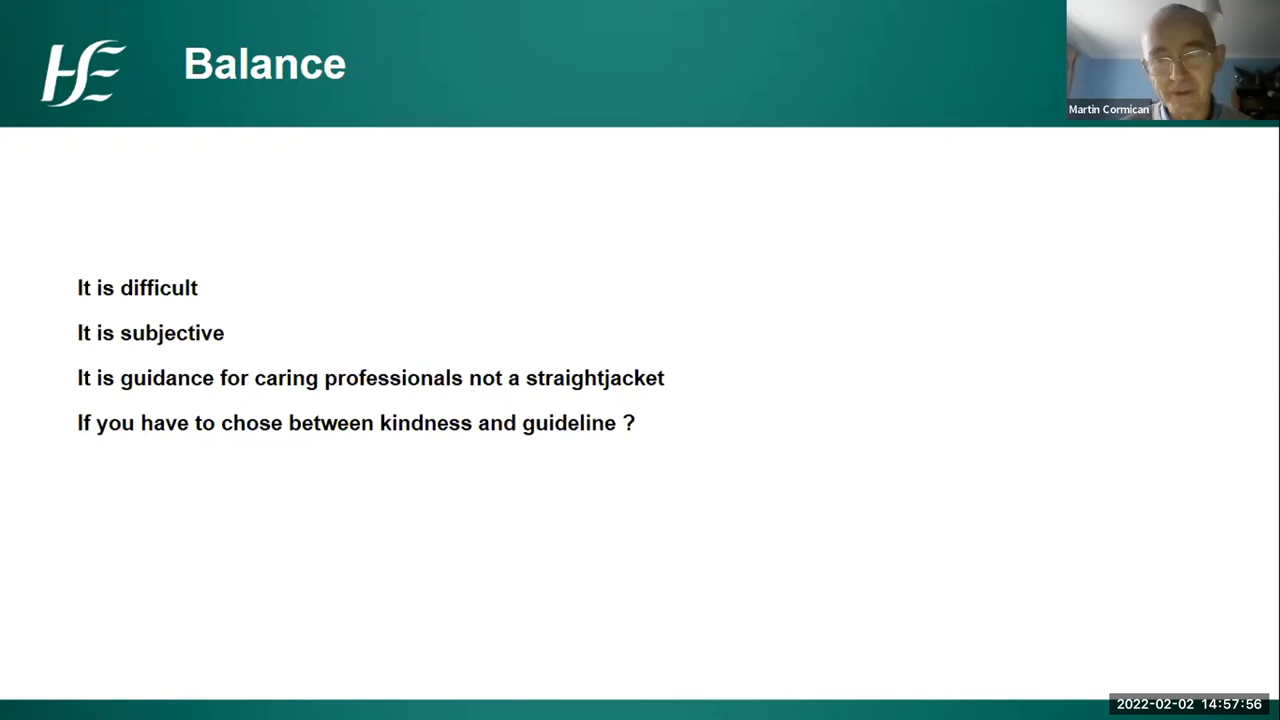 HSE
Balance
Martin Cormican
It is difficult
It is subjective
It is guidance for caring professionals not a straightjacket
If you have to chose between kindness and guideline ?
2022-02-02 14:57:56